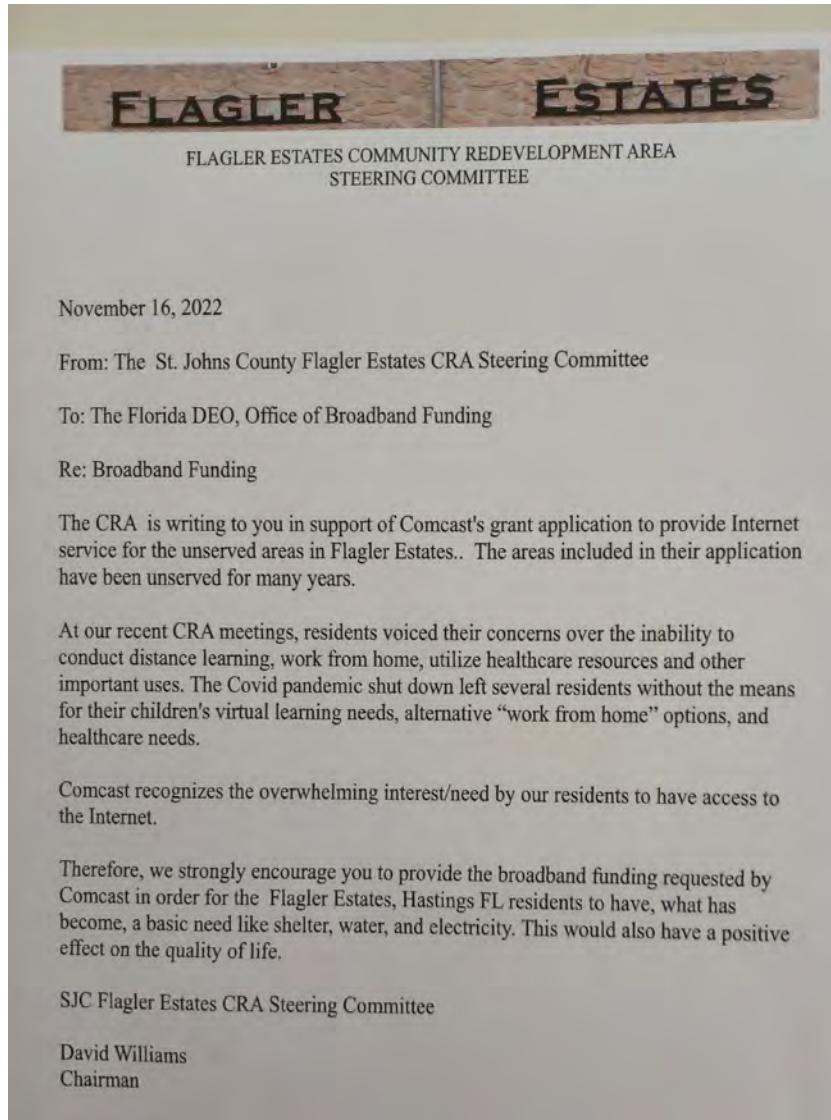 FLAGLER ESTATES
FLAGLER ESTATES COMMUNITY REDEVELOPMENT AREA
STEERING COMMITTEE
November 16, 2022
From: The St. Johns County Flagler Estates CRA Steering Committee
To: The Florida DEO, Office of Broadband Funding
Re: Broadband Funding
The CRA is writing to you in support of Comcast's grant application to provide Internet
service for the unserved areas in Flagler Estates.. The areas included in their application
have been unserved for many years.
At our recent CRA meetings, residents voiced their concerns over the inability to
conduct distance learning, work from home, utilize healthcare resources and other
important uses. The Covid pandemic shut down left several residents without the means
for their children's virtual learning needs, alternative “work from home” options, and
healthcare needs.
Comcast recognizes the overwhelming interest/need by our residents to have access to
the Internet.
Therefore, we strongly encourage you to provide the broadband funding requested by
Comcast in order for the Flagler Estates, Hastings FL residents to have, what has
become, a basic need like shelter, water, and electricity. This would also have a positive
effect on the quality of life.
SJC Flagler Estates CRA Steering Committee
David Williams
Chairman